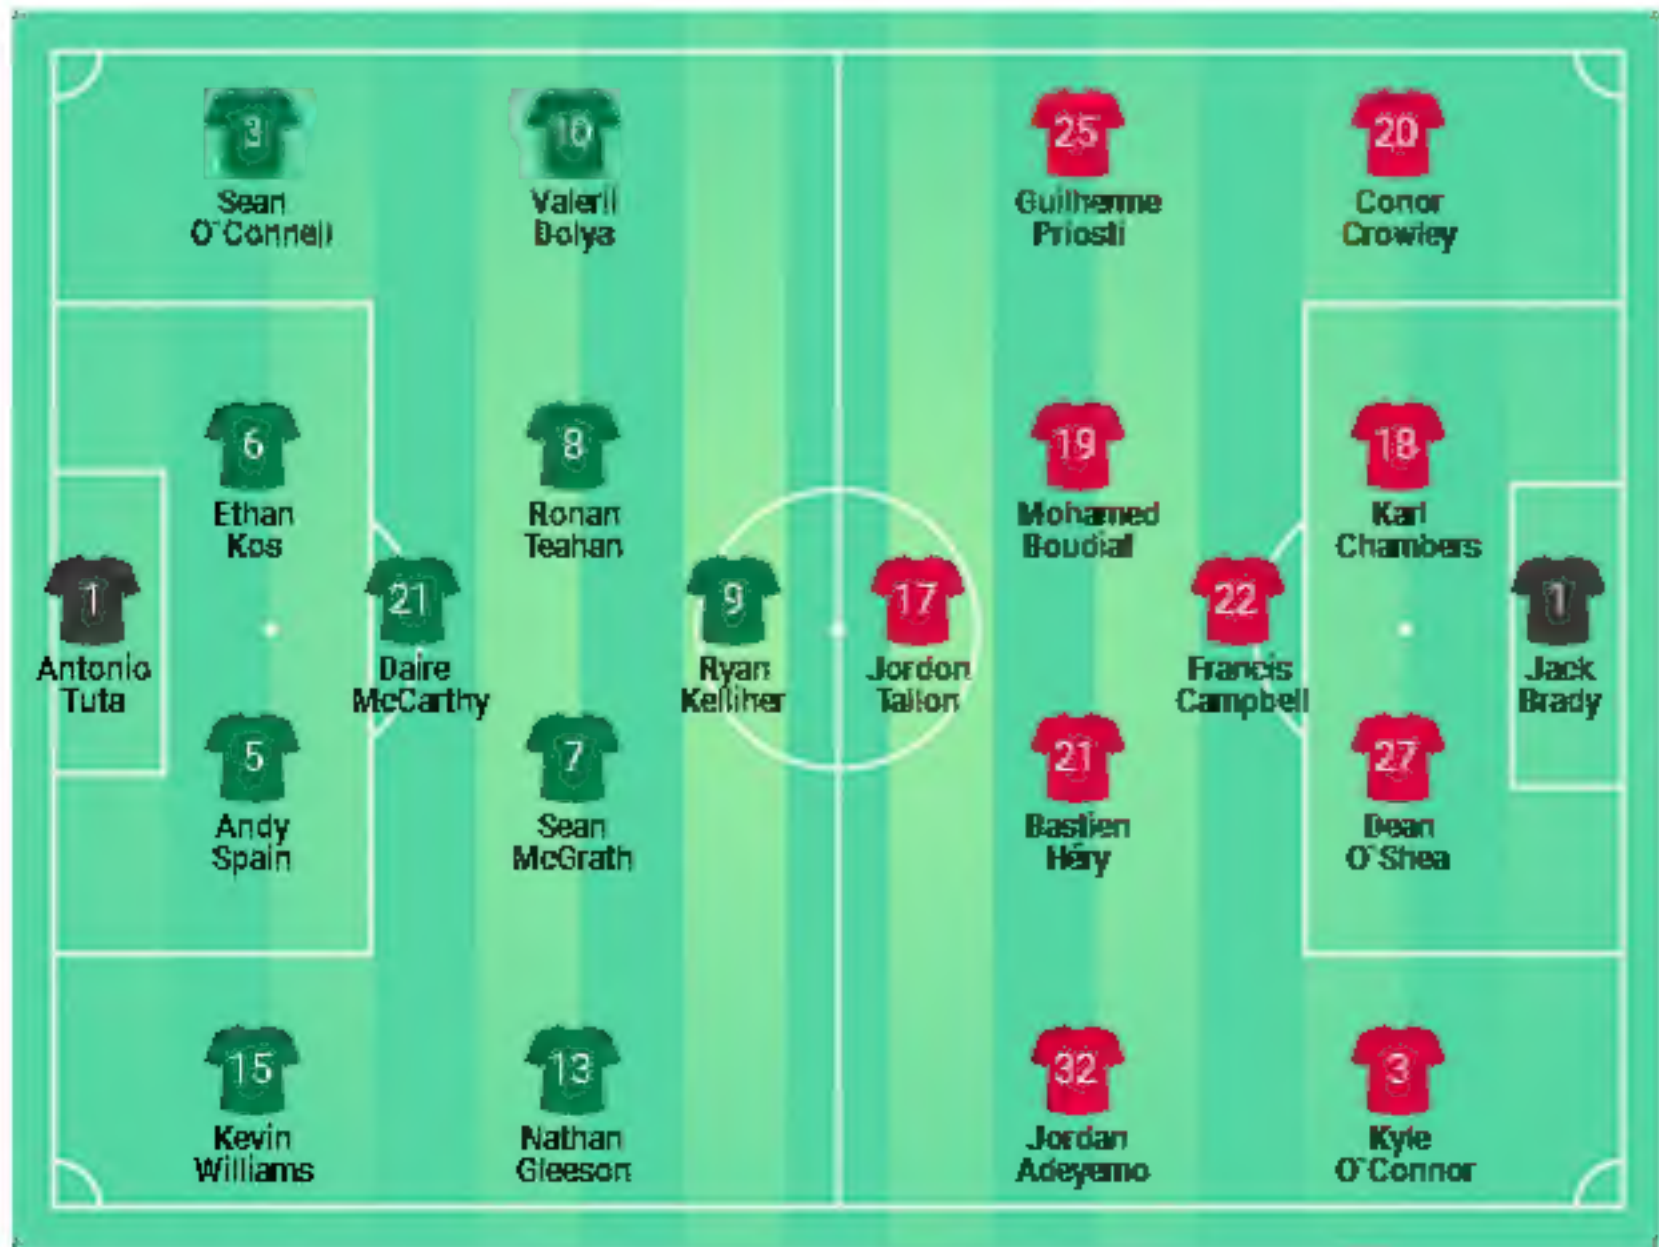 3
Sean
O`Connell
10
Valerii
Dolya
25
Guilherme
Priosti
20
Conor
Crowley
6
Ethan
Kos
8
Ronan
Teahan
19
Mohamed
Boudiaf
18
Karl
Chambers
1
Antonio
Tuta
21
Daire
McCarthy
9
Ryan
Kelliher
17
Jordon
Tallon
22
Francis
Campbell
1
Jack
Brady
5
Andy
Spain
7
Sean
McGrath
21
Bastien
Héry
27
Dean
O`Shea
15
Kevin
Williams
13
Nathan
Gleeson
32
Jordan
Adeyemo
3
Kyle
O`Connor